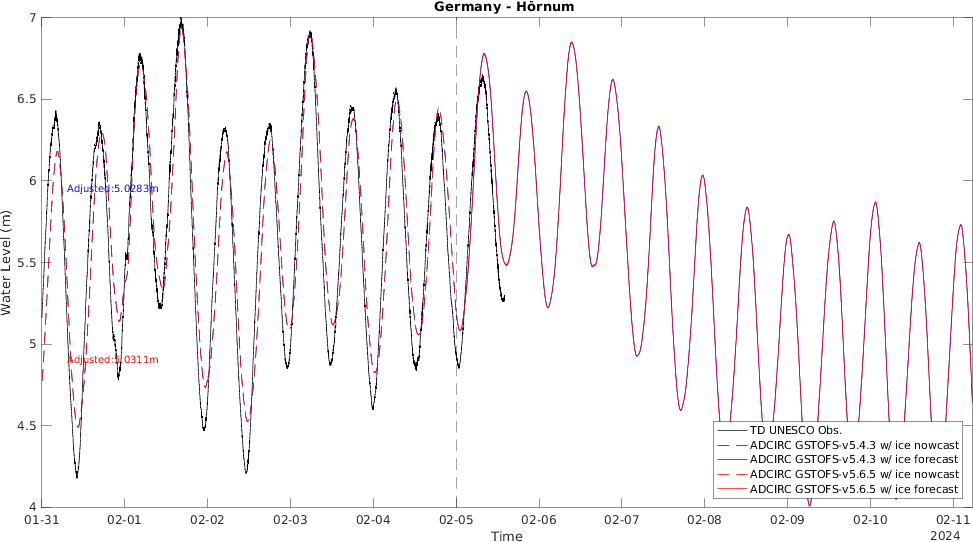 Germany - Hörnum
7
6.5
6
5.5
5
4.5
4
Water Level (m)
Adjusted:5.0283m
Adjusted:5.0311m
TD UNESCO Obs.
ADCIRC GSTOFS-v5.4.3 w/ ice nowcast
ADCIRC GSTOFS-v5.4.3 w/ ice forecast
ADCIRC GSTOFS-v5.6.5 w/ ice nowcast
ADCIRC GSTOFS-v5.6.5 w/ ice forecast
01-31 02-01 02-02 02-03 02-04 02-05 02-06 02-07 02-08 02-09 02-10 02-11
Time
2024